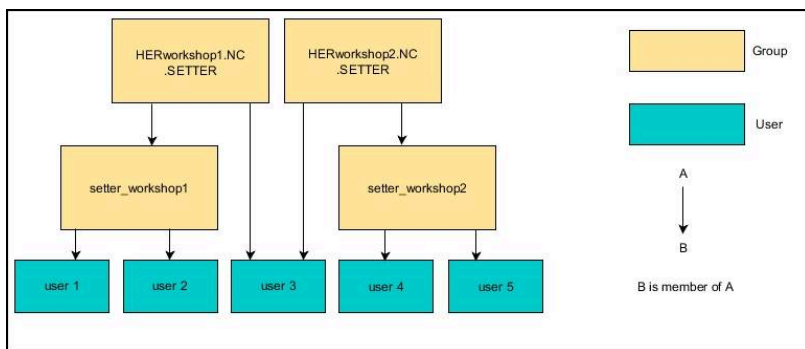 HERworkshop1.NC
.SETTER
HERworkshop2.NC
.SETTER
Group
User
setter_workshop1
setter_workshop2
A
B
user 1
user 2
user 3
user 4
user 5
B is member of A